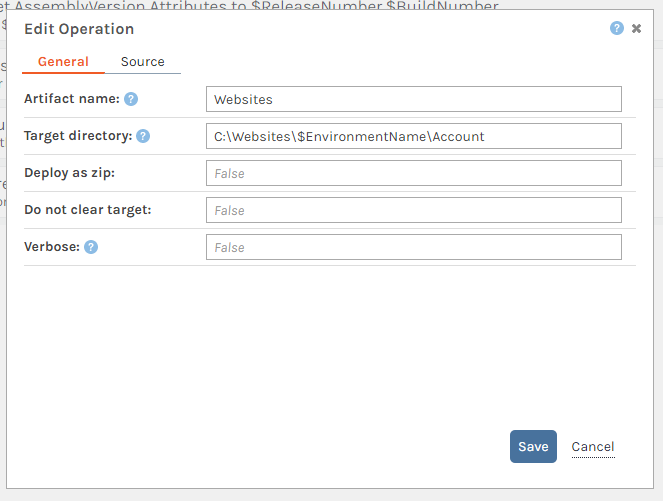 et AssemblyVersion Attributes to $ReleaseNumber.$BuildNumber
Edit Operation
? ✖
General Source
Artifact name: ? Websites
Target directory: ? C:\Websites\$EnvironmentName\Account
Deploy as zip: False
Do not clear target: False
Verbose: ? False
Save Cancel